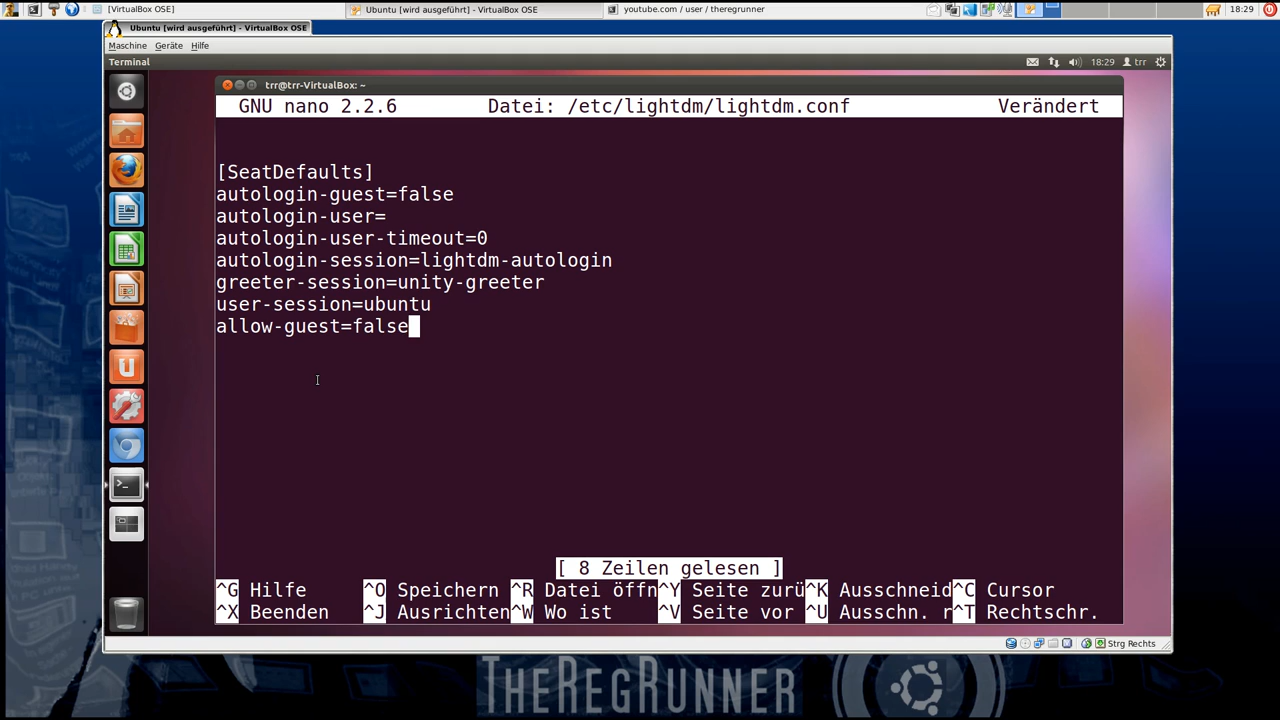 [Ubuntu [wird ausgeführt] - VirtualBox OSE]
Ubuntu [wird ausgeführt] - VirtualBox OSE
youtube.com / user / theregrunner
18:29
Ubuntu [wird ausgeführt] - VirtualBox OSE
Maschine Geräte Hilfe
Terminal 18:29 trr
trr@trr-VirtualBox: ~
GNU nano 2.2.6 Datei: /etc/lightdm/lightdm.conf Verändert
[SeatDefaults]
autologin-guest=false
autologin-user=
autologin-user-timeout=0
autologin-session=lightdm-autologin
greeter-session=unity-greeter
user-session=ubuntu
allow-guest=false
[ 8 Zeilen gelesen ]
^G Hilfe ^O Speichern ^R Datei öffn^Y Seite zurü^K Ausschneid^C Cursor
^X Beenden ^J Ausrichten^W Wo ist ^V Seite vor ^U Ausschn. r^T Rechtschr.
Strg Rechts
THEREGRUNNER